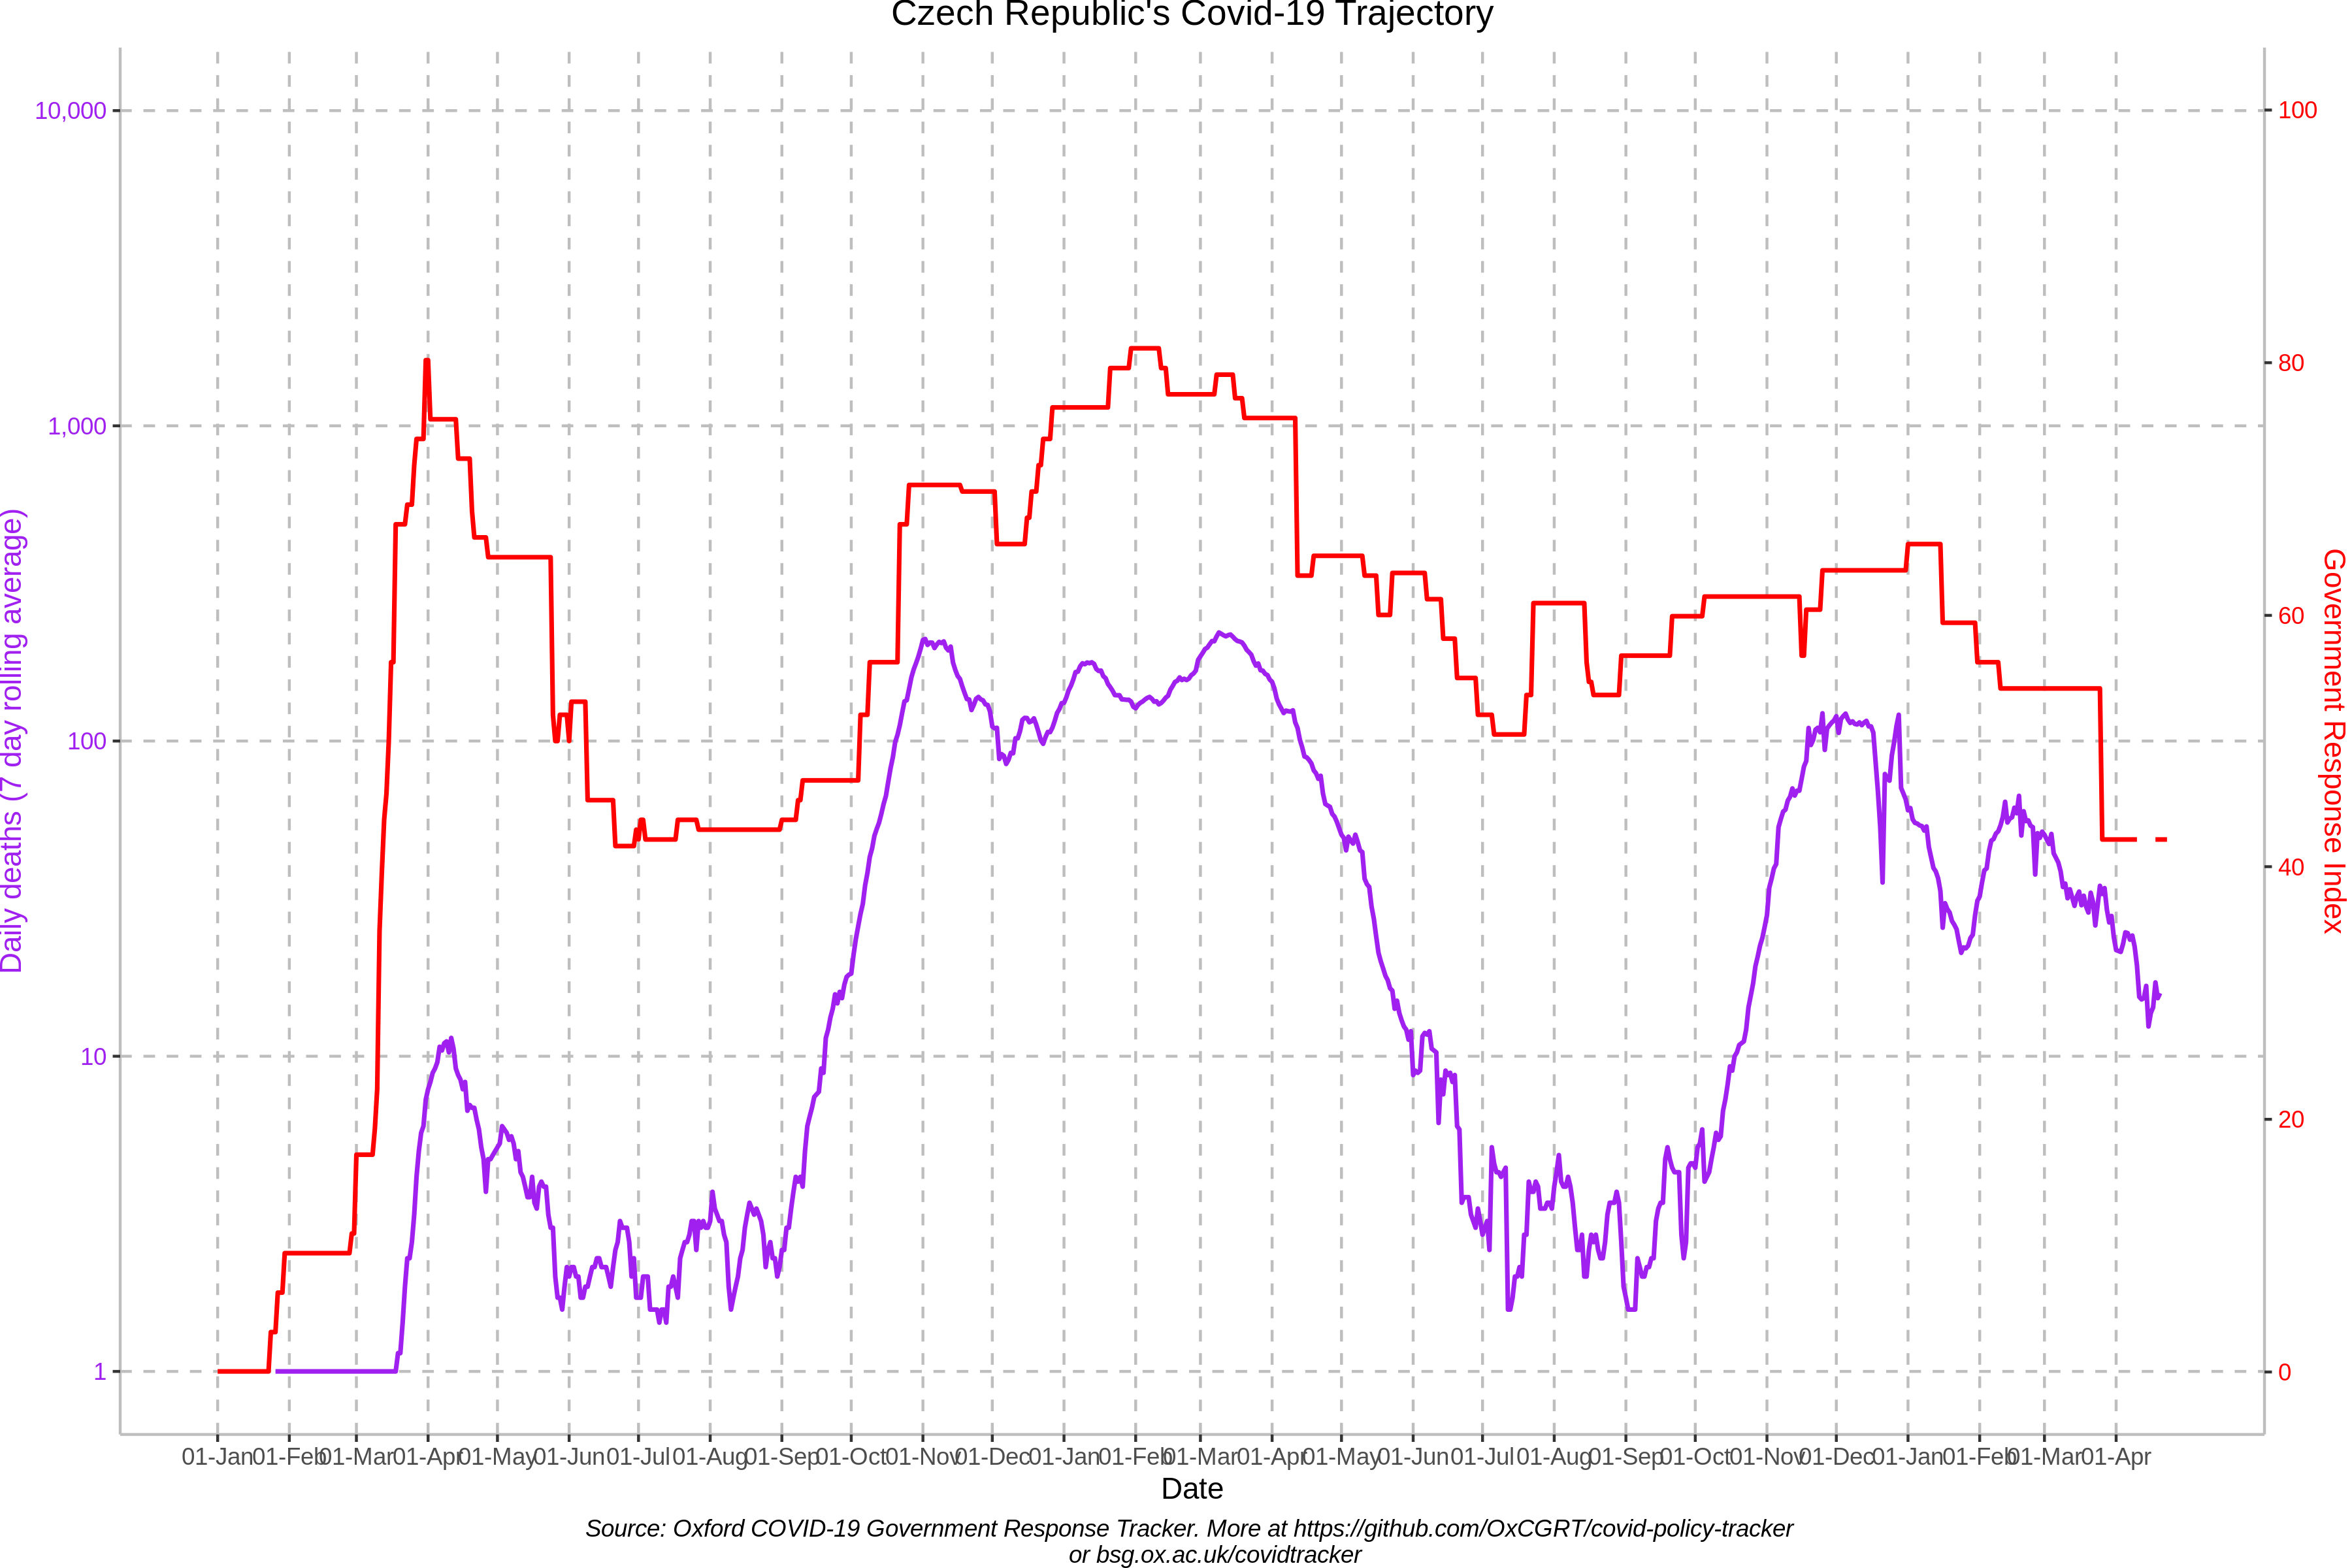 Czech Republic's Covid-19 Trajectory
10,000
1,000
100
10
1
Daily deaths (7 day rolling average)
100
80
60
40
20
0
Government Response Index
01-Jan 01-Feb 01-Mar 01-Apr 01-May 01-Jun 01-Jul 01-Aug 01-Sep 01-Oct 01-Nov 01-Dec 01-Jan 01-Feb 01-Mar 01-Apr 01-May 01-Jun 01-Jul 01-Aug 01-Sep 01-Oct 01-Nov 01-Dec 01-Jan 01-Feb 01-Mar 01-Apr
Date
Source: Oxford COVID-19 Government Response Tracker. More at https://github.com/OxCGRT/covid-policy-tracker
or bsg.ox.ac.uk/covidtracker